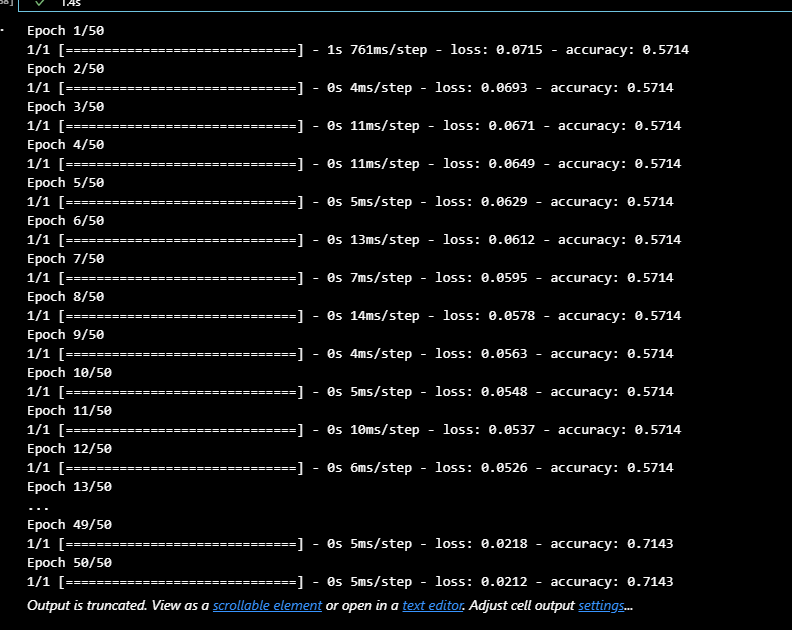 1.4s
Epoch 1/50
1/1 [==============================] - 1s 761ms/step - loss: 0.0715 - accuracy: 0.5714
Epoch 2/50
1/1 [==============================] - 0s 4ms/step - loss: 0.0693 - accuracy: 0.5714
Epoch 3/50
1/1 [==============================] - 0s 11ms/step - loss: 0.0671 - accuracy: 0.5714
Epoch 4/50
1/1 [==============================] - 0s 11ms/step - loss: 0.0649 - accuracy: 0.5714
Epoch 5/50
1/1 [==============================] - 0s 5ms/step - loss: 0.0629 - accuracy: 0.5714
Epoch 6/50
1/1 [==============================] - 0s 13ms/step - loss: 0.0612 - accuracy: 0.5714
Epoch 7/50
1/1 [==============================] - 0s 7ms/step - loss: 0.0595 - accuracy: 0.5714
Epoch 8/50
1/1 [==============================] - 0s 14ms/step - loss: 0.0578 - accuracy: 0.5714
Epoch 9/50
1/1 [==============================] - 0s 4ms/step - loss: 0.0563 - accuracy: 0.5714
Epoch 10/50
1/1 [==============================] - 0s 5ms/step - loss: 0.0548 - accuracy: 0.5714
Epoch 11/50
1/1 [==============================] - 0s 10ms/step - loss: 0.0537 - accuracy: 0.5714
Epoch 12/50
1/1 [==============================] - 0s 6ms/step - loss: 0.0526 - accuracy: 0.5714
Epoch 13/50
...
Epoch 49/50
1/1 [==============================] - 0s 5ms/step - loss: 0.0218 - accuracy: 0.7143
Epoch 50/50
1/1 [==============================] - 0s 5ms/step - loss: 0.0212 - accuracy: 0.7143
Output is truncated. View as a scrollable element or open in a text editor. Adjust cell output settings...